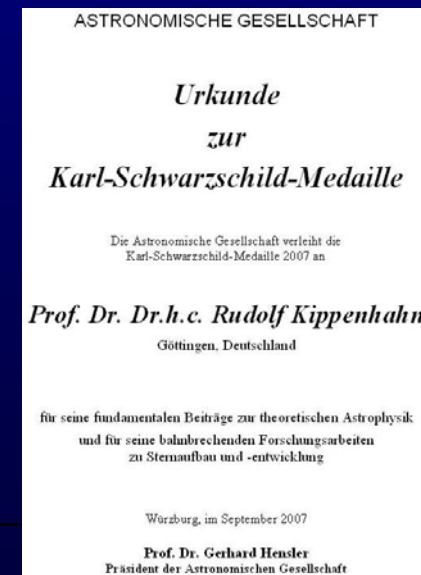 ASTRONOMISCHE GESELLSCHAFT
Urkunde
zur
Karl-Schwarzschild-Medaille
Die Astronomische Gesellschaft verleiht die
Karl-Schwarzschild-Medaille 2007 an
Prof. Dr. Dr.h.c. Rudolf Kippenhahn
Göttingen, Deutschland
für seine fundamentalen Beiträge zur theoretischen Astrophysik
und für seine bahnbrechenden Forschungsarbeiten
zu Sternaufbau und -entwicklung
Würzburg, im September 2007
Prof. Dr. Gerhard Hensler
Präsident der Astronomischen Gesellschaft